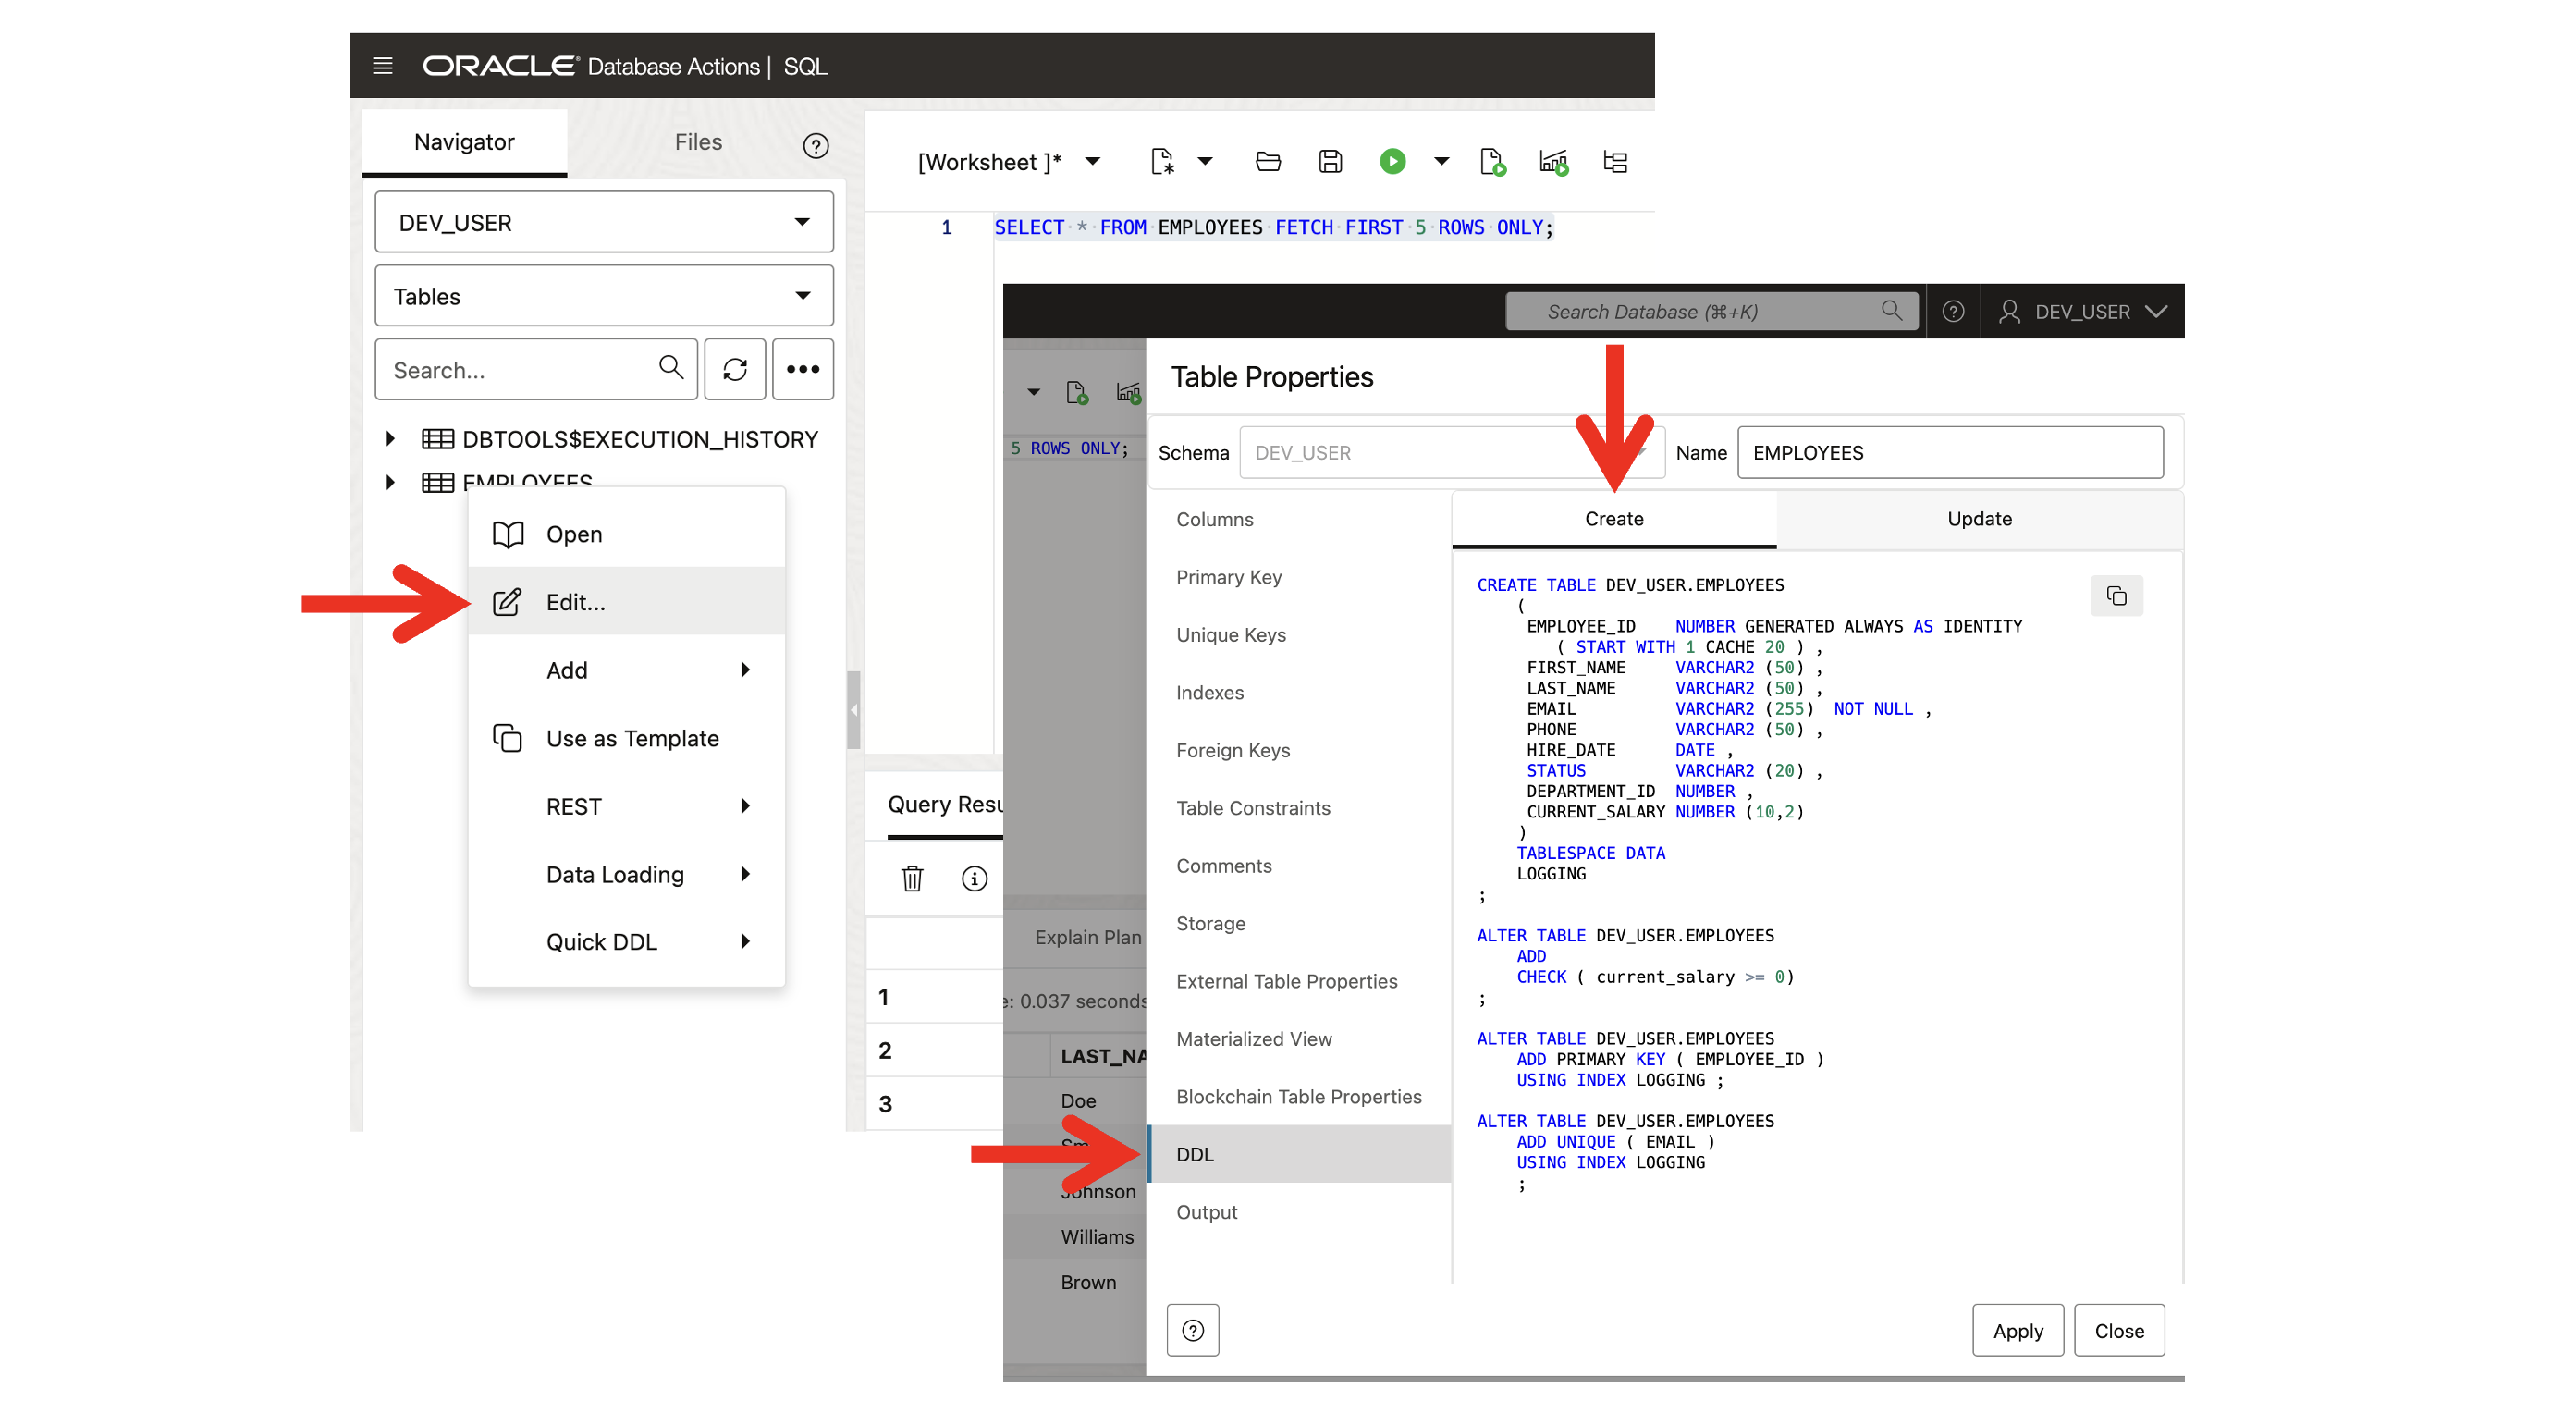 ORACLE® Database Actions | SQL
Navigator
Files
DEV_USER
Tables
Search...
DBTOOLS$EXECUTION_HISTORY
EMPLOYEES
Open
Edit...
Add
Use as Template
REST
Data Loading
Quick DDL
[Worksheet ]*
1 SELECT * FROM EMPLOYEES FETCH FIRST 5 ROWS ONLY;
Query Resu
1
2
3
Search Database (⌘+K)
DEV_USER
5 ROWS ONLY;
Explain Plan
e: 0.037 seconds
LAST_NA
Doe
Sm
Johnson
Williams
Brown
Table Properties
Schema DEV_USER Name EMPLOYEES
Columns
Primary Key
Unique Keys
Indexes
Foreign Keys
Table Constraints
Comments
Storage
External Table Properties
Materialized View
Blockchain Table Properties
DDL
Output
Create
Update
CREATE TABLE DEV_USER.EMPLOYEES
(
EMPLOYEE_ID NUMBER GENERATED ALWAYS AS IDENTITY
( START WITH 1 CACHE 20 ) ,
FIRST_NAME VARCHAR2 (50) ,
LAST_NAME VARCHAR2 (50) ,
EMAIL VARCHAR2 (255) NOT NULL ,
PHONE VARCHAR2 (50) ,
HIRE_DATE DATE ,
STATUS VARCHAR2 (20) ,
DEPARTMENT_ID NUMBER ,
CURRENT_SALARY NUMBER (10,2)
)
TABLESPACE DATA
LOGGING
;
ALTER TABLE DEV_USER.EMPLOYEES
ADD
CHECK ( current_salary >= 0)
;
ALTER TABLE DEV_USER.EMPLOYEES
ADD PRIMARY KEY ( EMPLOYEE_ID )
USING INDEX LOGGING ;
ALTER TABLE DEV_USER.EMPLOYEES
ADD UNIQUE ( EMAIL )
USING INDEX LOGGING
;
Apply
Close